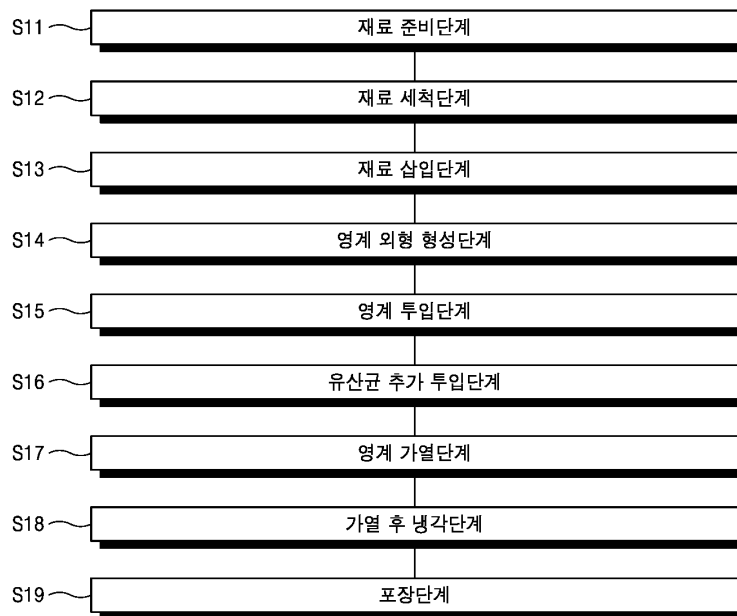 S11 재료 준비단계
S12 재료 세척단계
S13 재료 삽입단계
S14 영계 외형 형성단계
S15 영계 투입단계
S16 유산균 추가 투입단계
S17 영계 가열단계
S18 가열 후 냉각단계
S19 포장단계